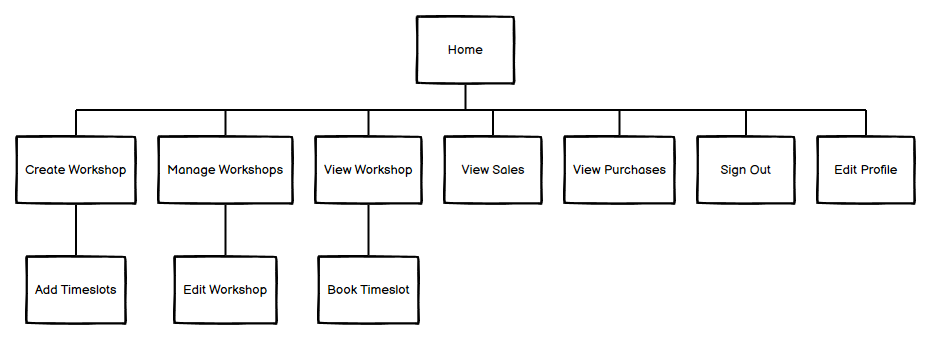 Home
Create Workshop
Manage Workshops
View Workshop
View Sales
View Purchases
Sign Out
Edit Profile
Add Timeslots
Edit Workshop
Book Timeslot